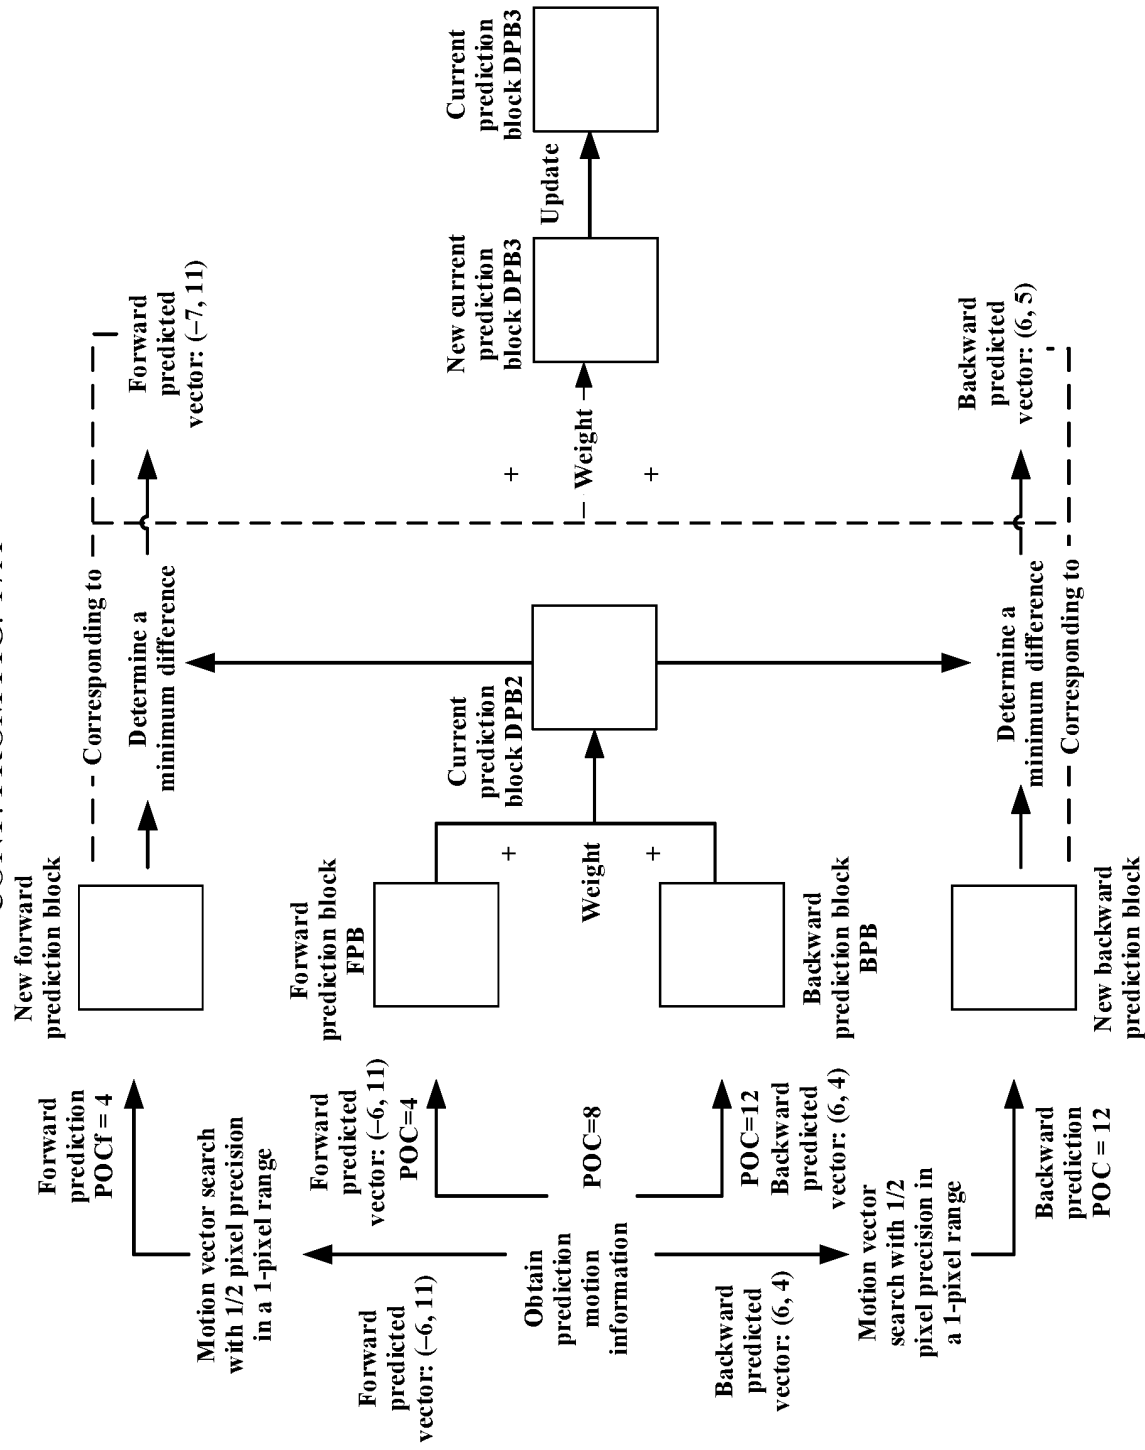 Forward
prediction
POCf = 4
New forward
prediction block
Corresponding to
Determine a
minimum difference
Forward
predicted
vector: (−7, 11)
Motion vector search
with 1/2 pixel precision
in a 1-pixel range
Forward
predicted
vector: (−6, 11)
Forward
predicted
vector: (−6, 11)
POC=4
Forward
prediction block
FPB
Current
prediction
block DPB2
New current
prediction
block DPB3
Update
Current
prediction
block DPB3
Obtain
prediction
motion
information
POC=8
+
Weight
+
+
Weight
+
Backward
predicted
vector: (6, 4)
POC=12
Backward
predicted
vector: (6, 4)
Backward
prediction block
BPB
Motion vector
search with 1/2
pixel precision in
a 1-pixel range
Determine a
minimum difference
Backward
predicted
vector: (6, 5)
Corresponding to
Backward
prediction
POC = 12
New backward
prediction block